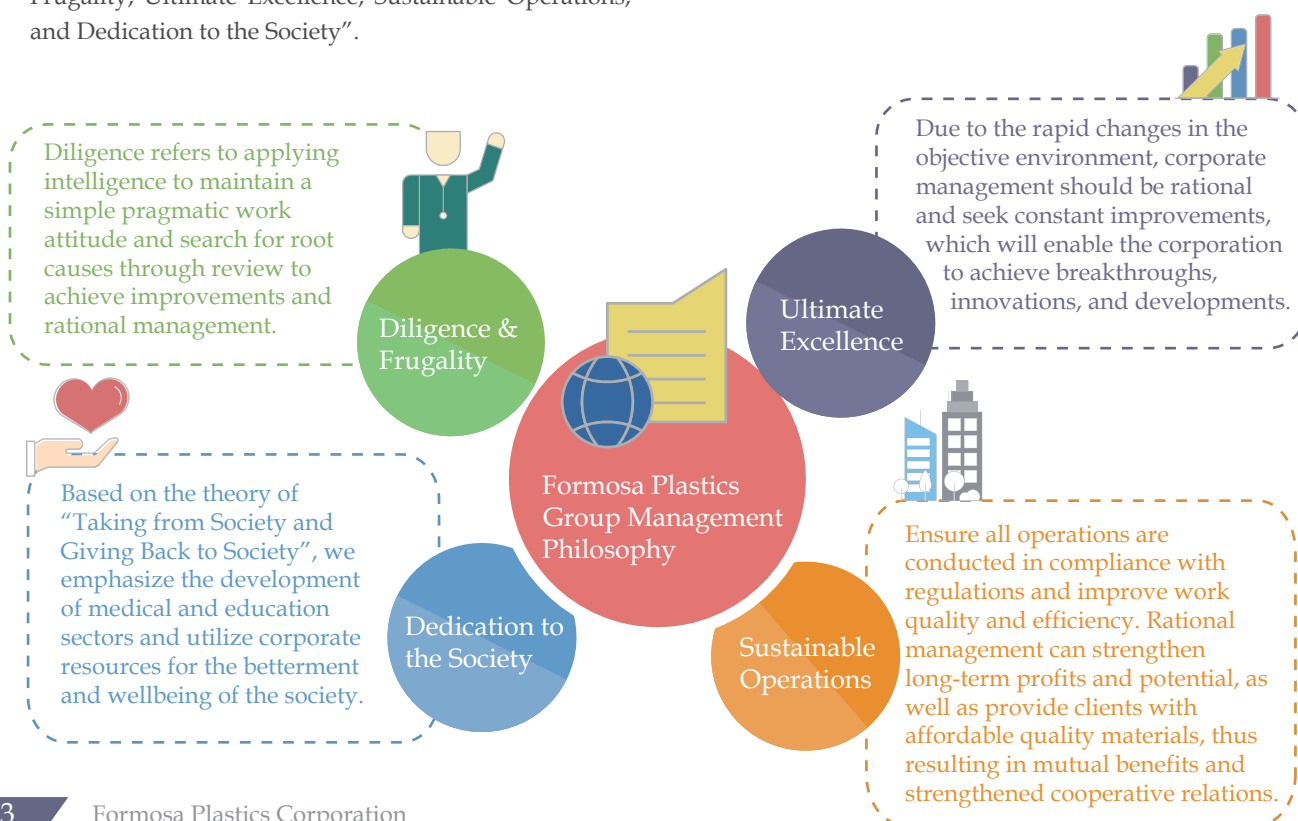 Frugality, Ultimate Excellence, Sustainable Operations,
and Dedication to the Society”.
Diligence refers to applying
intelligence to maintain a
simple pragmatic work
attitude and search for root
causes through review to
achieve improvements and
rational management.
Diligence &
Frugality
Due to the rapid changes in the
objective environment, corporate
management should be rational
and seek constant improvements,
which will enable the corporation
to achieve breakthroughs,
innovations, and developments.
Ultimate
Excellence
Formosa Plastics
Group Management
Philosophy
Based on the theory of
“Taking from Society and
Giving Back to Society”, we
emphasize the development
of medical and education
sectors and utilize corporate
resources for the betterment
and wellbeing of the society.
Dedication to
the Society
Sustainable
Operations
Ensure all operations are
conducted in compliance with
regulations and improve work
quality and efficiency. Rational
management can strengthen
long-term profits and potential, as
well as provide clients with
affordable quality materials, thus
resulting in mutual benefits and
strengthened cooperative relations.
3
Formosa Plastics Corporation